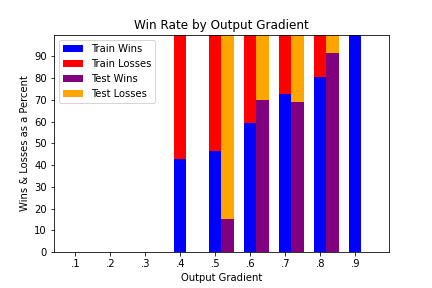 Win Rate by Output Gradient
Train Wins
Train Losses
Test Wins
Test Losses
Wins & Losses as a Percent
90
80
70
60
50
40
30
20
10
0
.1 .2 .3 .4 .5 .6 .7 .8 .9
Output Gradient